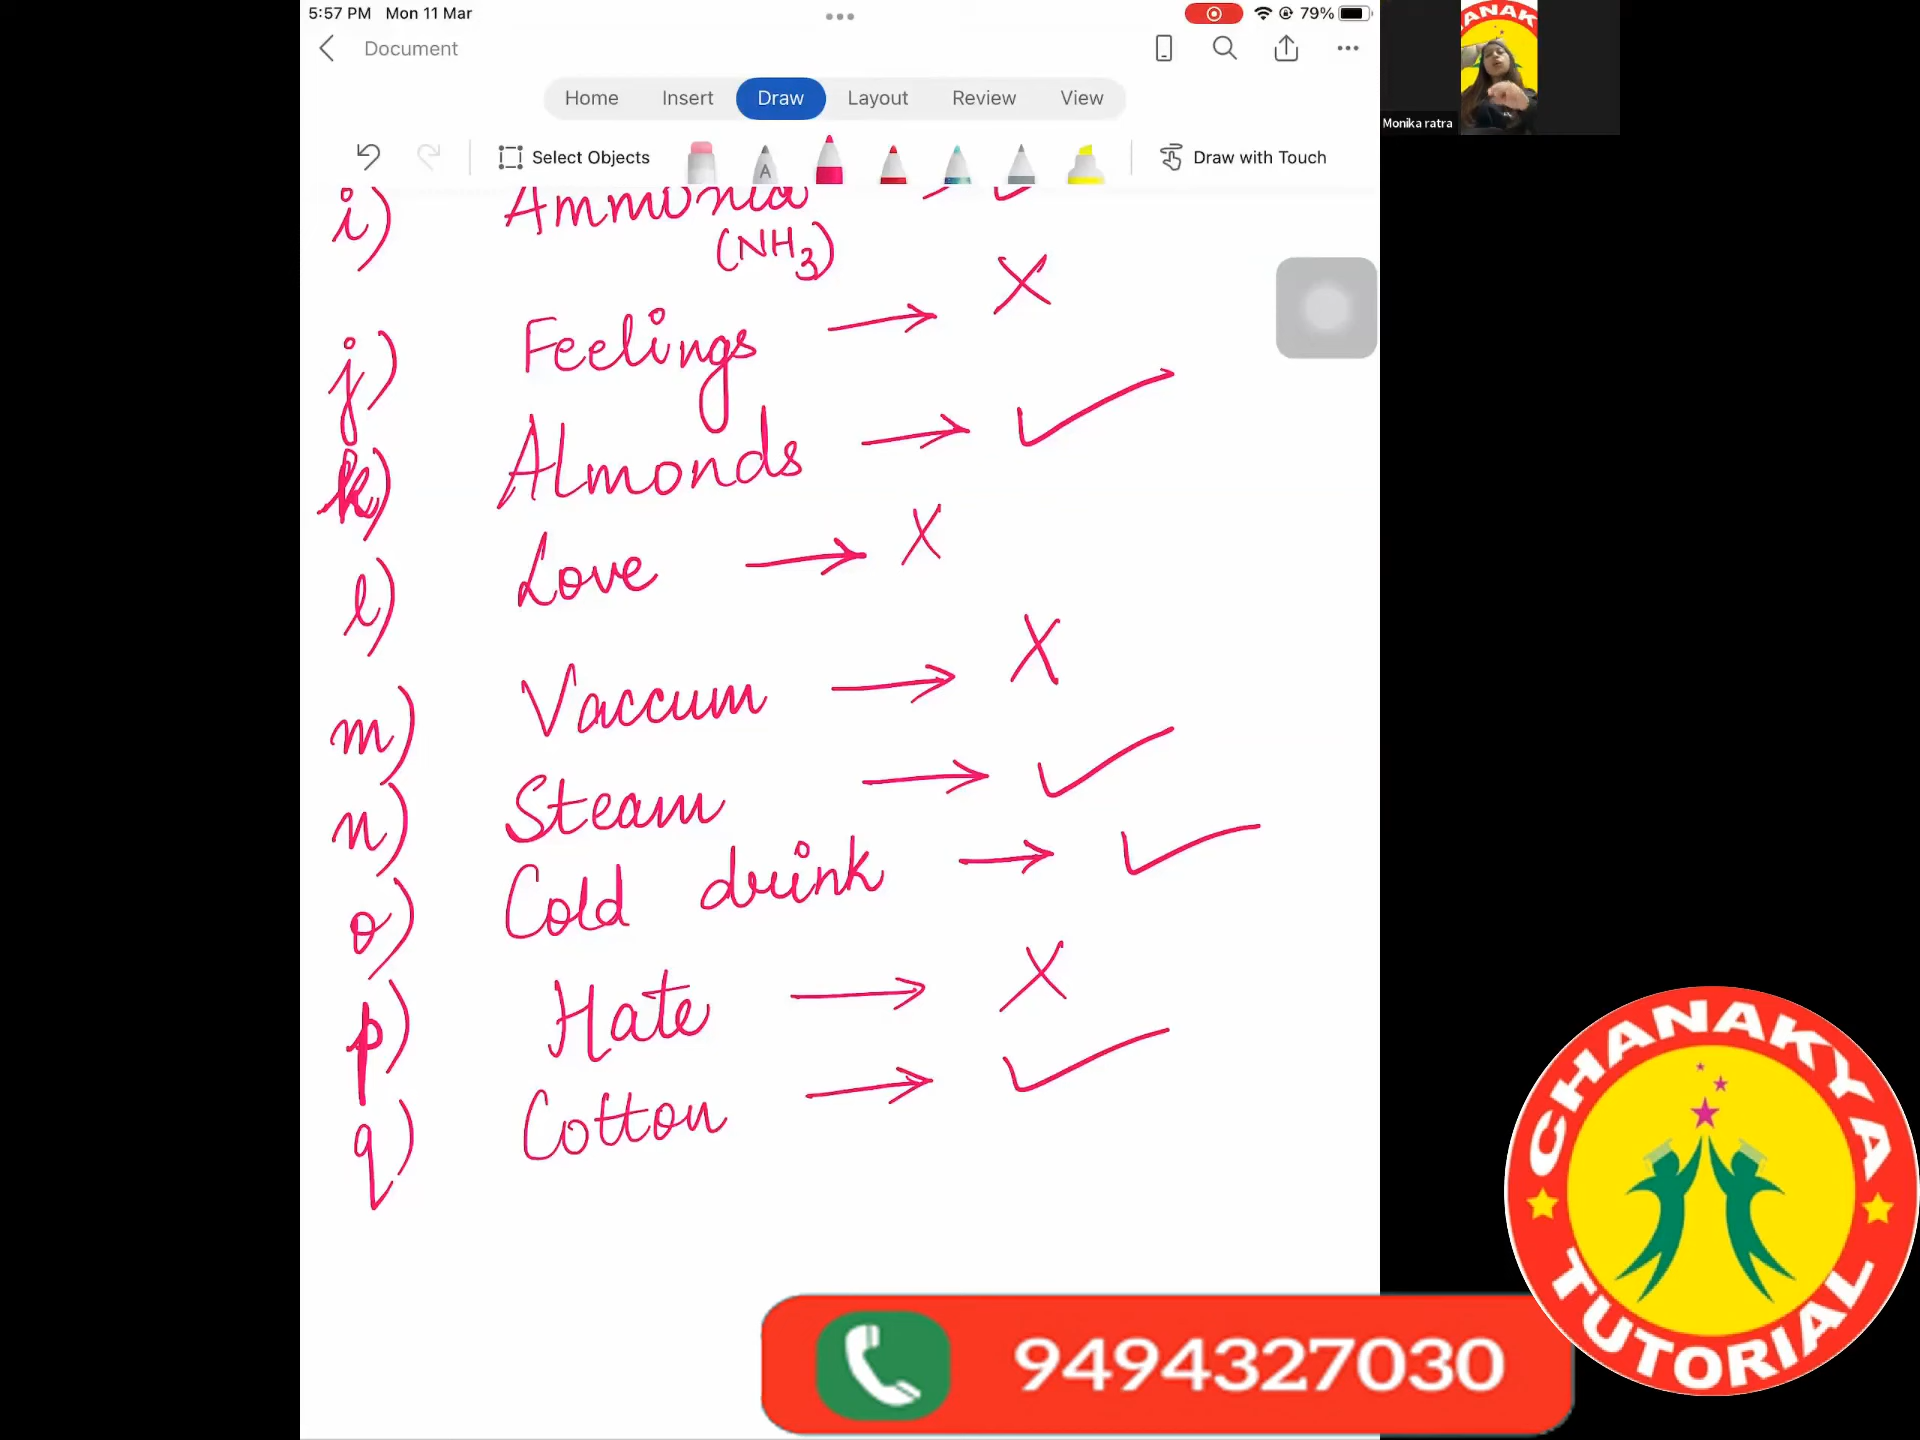 5:57 PM Mon 11 Mar
79%
Document
Home Insert Draw Layout Review View
Select Objects
A
Draw with Touch
Monika ratra
CHANAK
i) Ammonia → ✓
(NH3)
j) Feelings → X
k) Almonds → ✓
l) Love → X
m) Vaccum → X
n) Steam → ✓
o) Cold drink → ✓
p) Hate → X
q) Cotton → ✓
CHANAKYA
TUTORIAL
9494327030